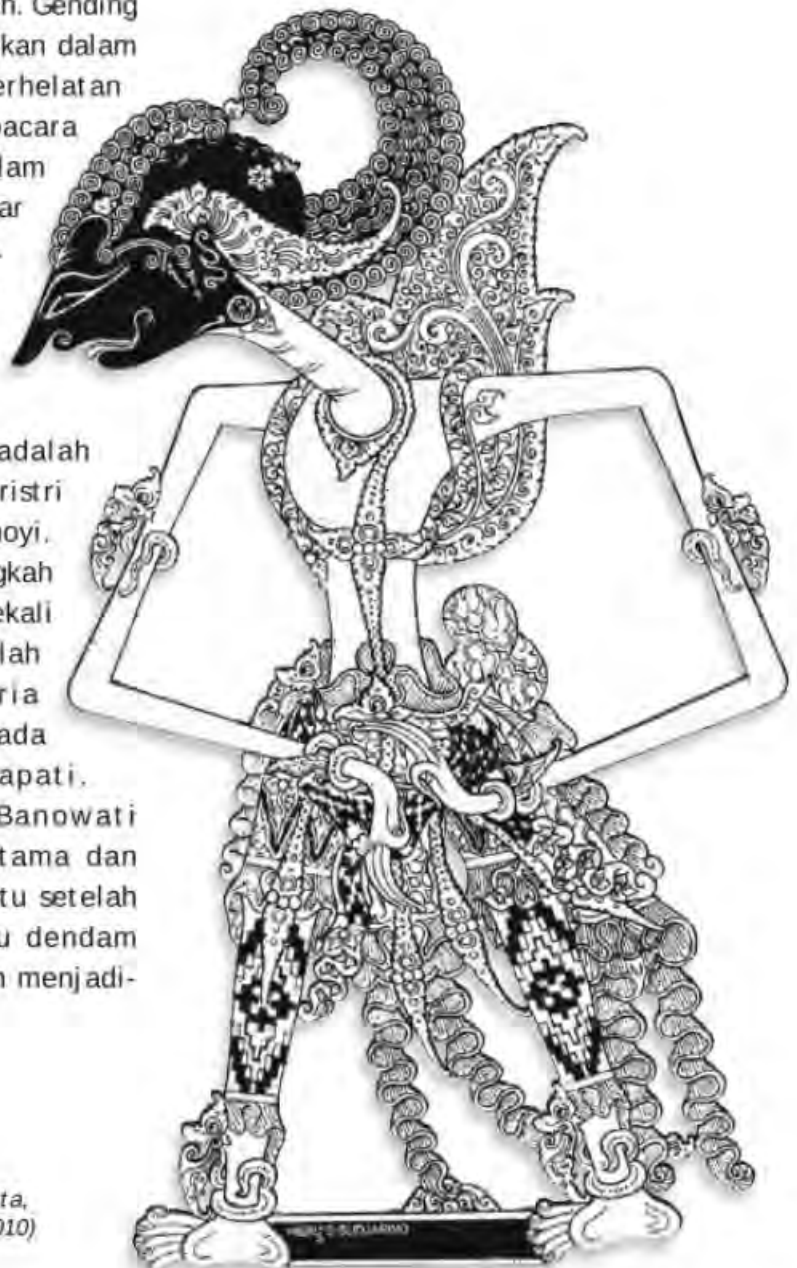 n. Gending
kan dalam
erhelatan
pacara
lam
ar
adalah
ristri
noyi.
gkah
ekali
lah
ria
ada
apati.
Banowati
tama dan
tu setelah
u dendam
n menjadi-
ta,
010)